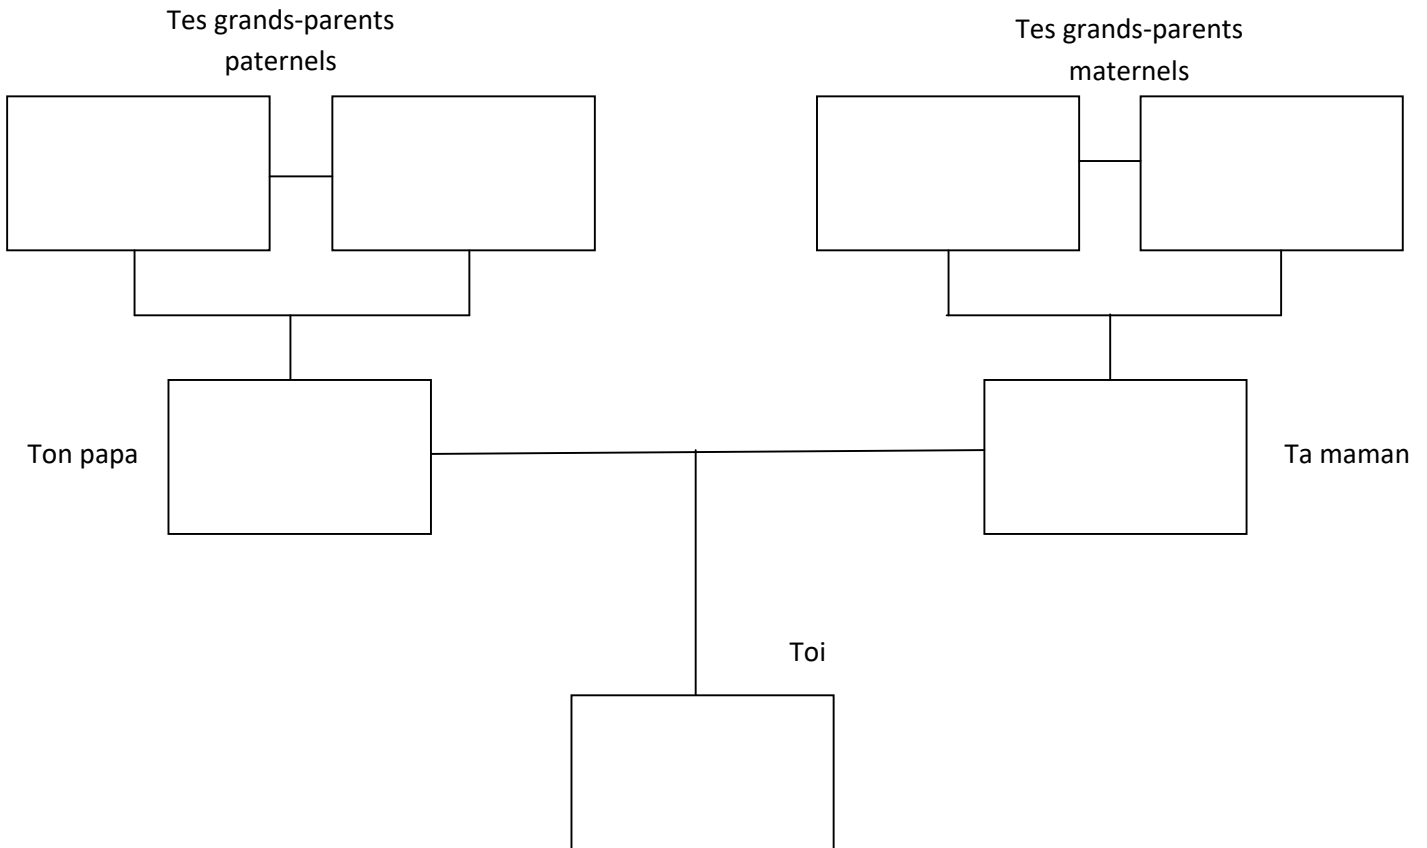 Tes grands-parents
paternels
Tes grands-parents
maternels
Ton papa
Ta maman
Toi